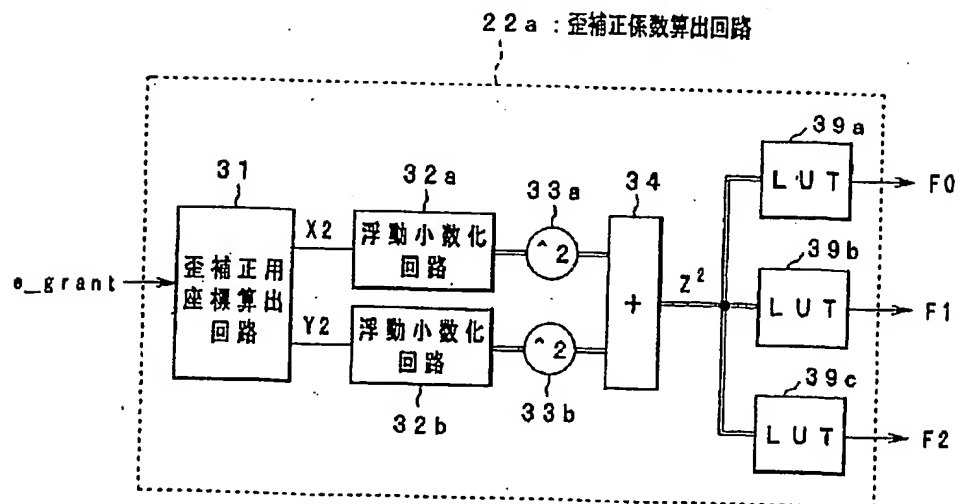 22a:歪補正係数算出回路
39a
LUT
F0
31
32a
33a
34
X2
浮動小数化
回路
^2
e_grant
歪補正用
座標算出
回路
+
Z²
39b
LUT
F1
Y2
浮動小数化
回路
^2
32b
33b
39c
LUT
F2